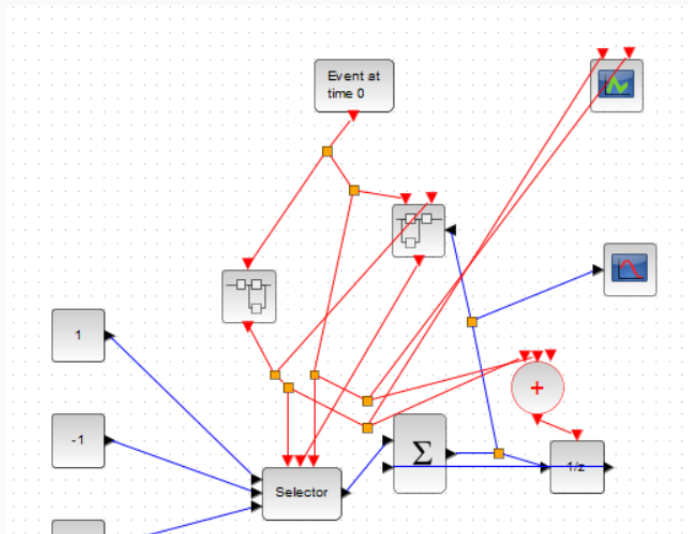 Event at
time 0
1
-1
+
Σ
1/z
Selector